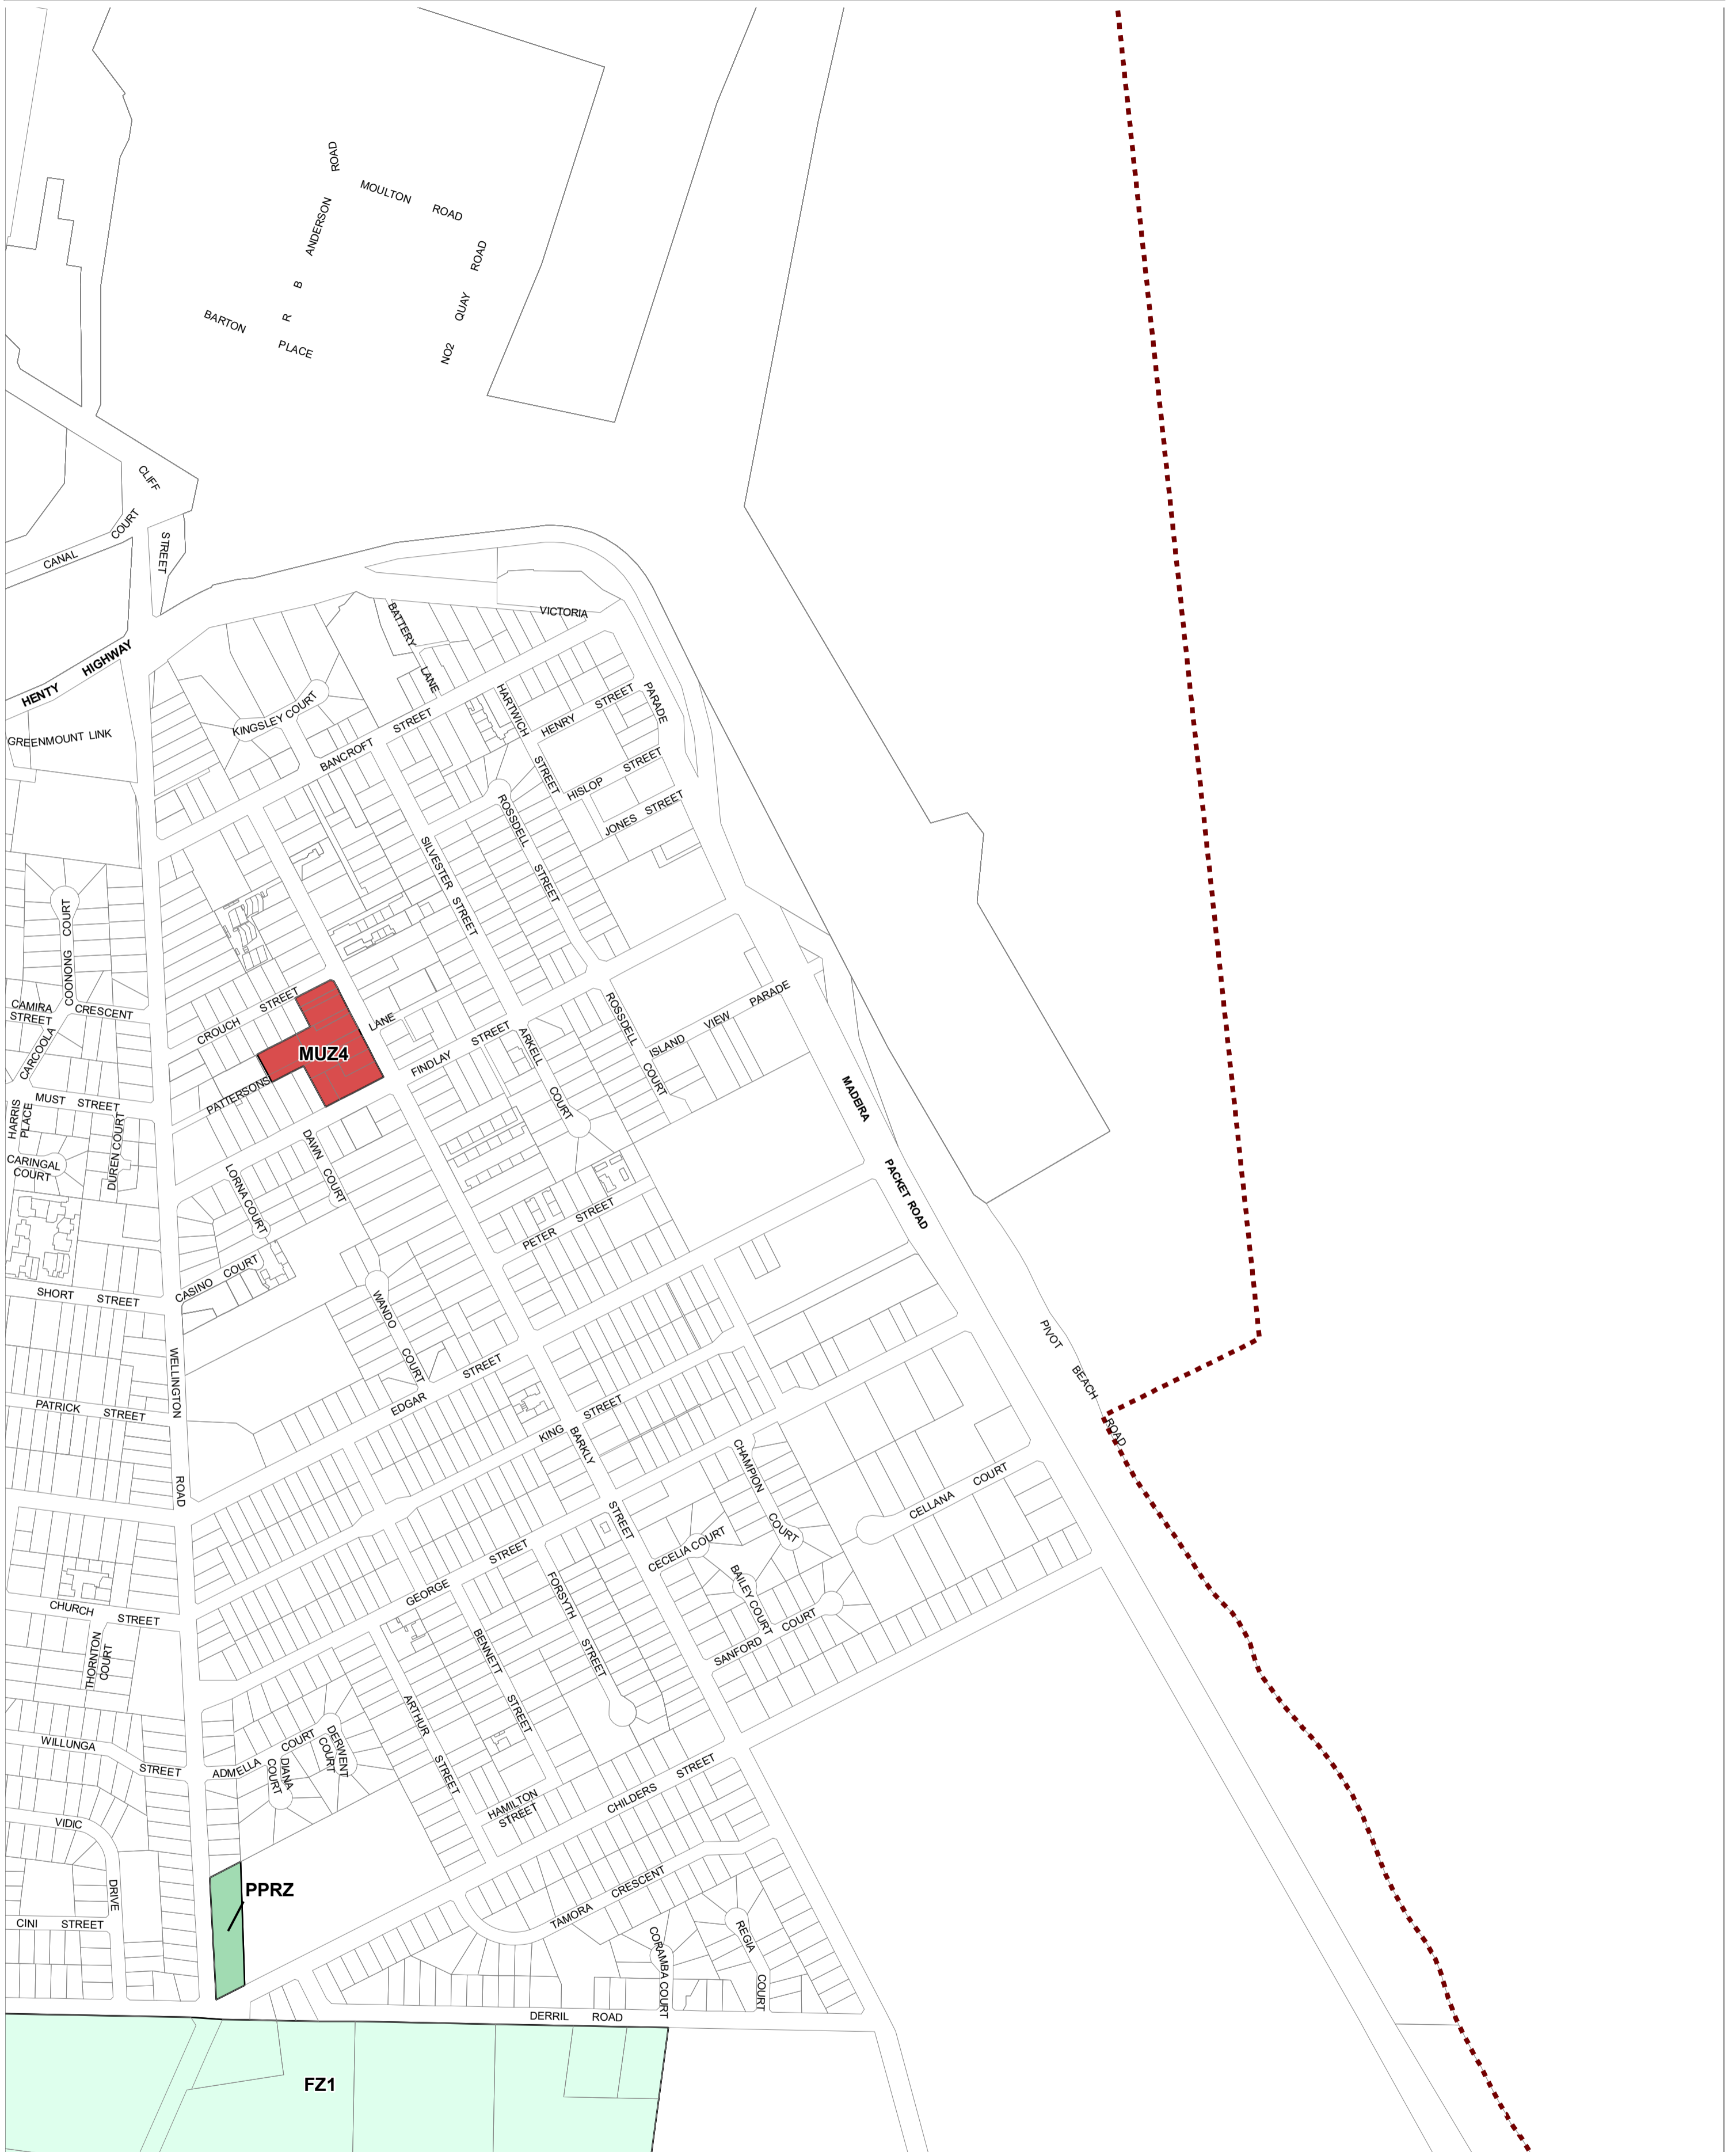 ROAD
MOULTON ROAD
R B ANDERSON
NO2 QUAY ROAD
BARTON PLACE
CLIFF
STREET
CANAL COURT
HENTY HIGHWAY
GREENMOUNT LINK
VICTORIA
PARADE
BATTERY LANE
KINGSLEY COURT
BANCROFT STREET
HARTWICH STREET
HENRY STREET
HISLOP STREET
JONES STREET
ROSSDELL STREET
SILVESTER STREET
COONONG COURT
CAMIRA STREET
CRESCENT
CARCOOLA
CROUCH STREET
MUZ4
LANE
PATTERSONS
FINDLAY STREET
ARKELL COURT
ROSSDELL COURT
ISLAND VIEW PARADE
MADEIRA PACKET ROAD
MUST STREET
HARRIS PLACE
DUREN COURT
CARINGAL COURT
DAWN COURT
LORNA COURT
PETER STREET
CASINO COURT
SHORT STREET
WANDO COURT
WELLINGTON ROAD
EDGAR STREET
PATRICK STREET
KING STREET
BARKLY STREET
PIVOT BEACH ROAD
CHAMPION COURT
CELLANA COURT
CECELIA COURT
BAILEY COURT
SANFORD COURT
GEORGE STREET
FORSYTH STREET
BENNETT STREET
CHURCH STREET
THORNTON COURT
ARTHUR STREET
WILLUNGA STREET
ADMELLA COURT
DERWENT COURT
DIANA COURT
HAMILTON STREET
CHILDERS STREET
VIDIC DRIVE
PPRZ
TAMORA CRESCENT
CINI STREET
REGIA COURT
CORAMBA COURT
DERRIL ROAD
FZ1